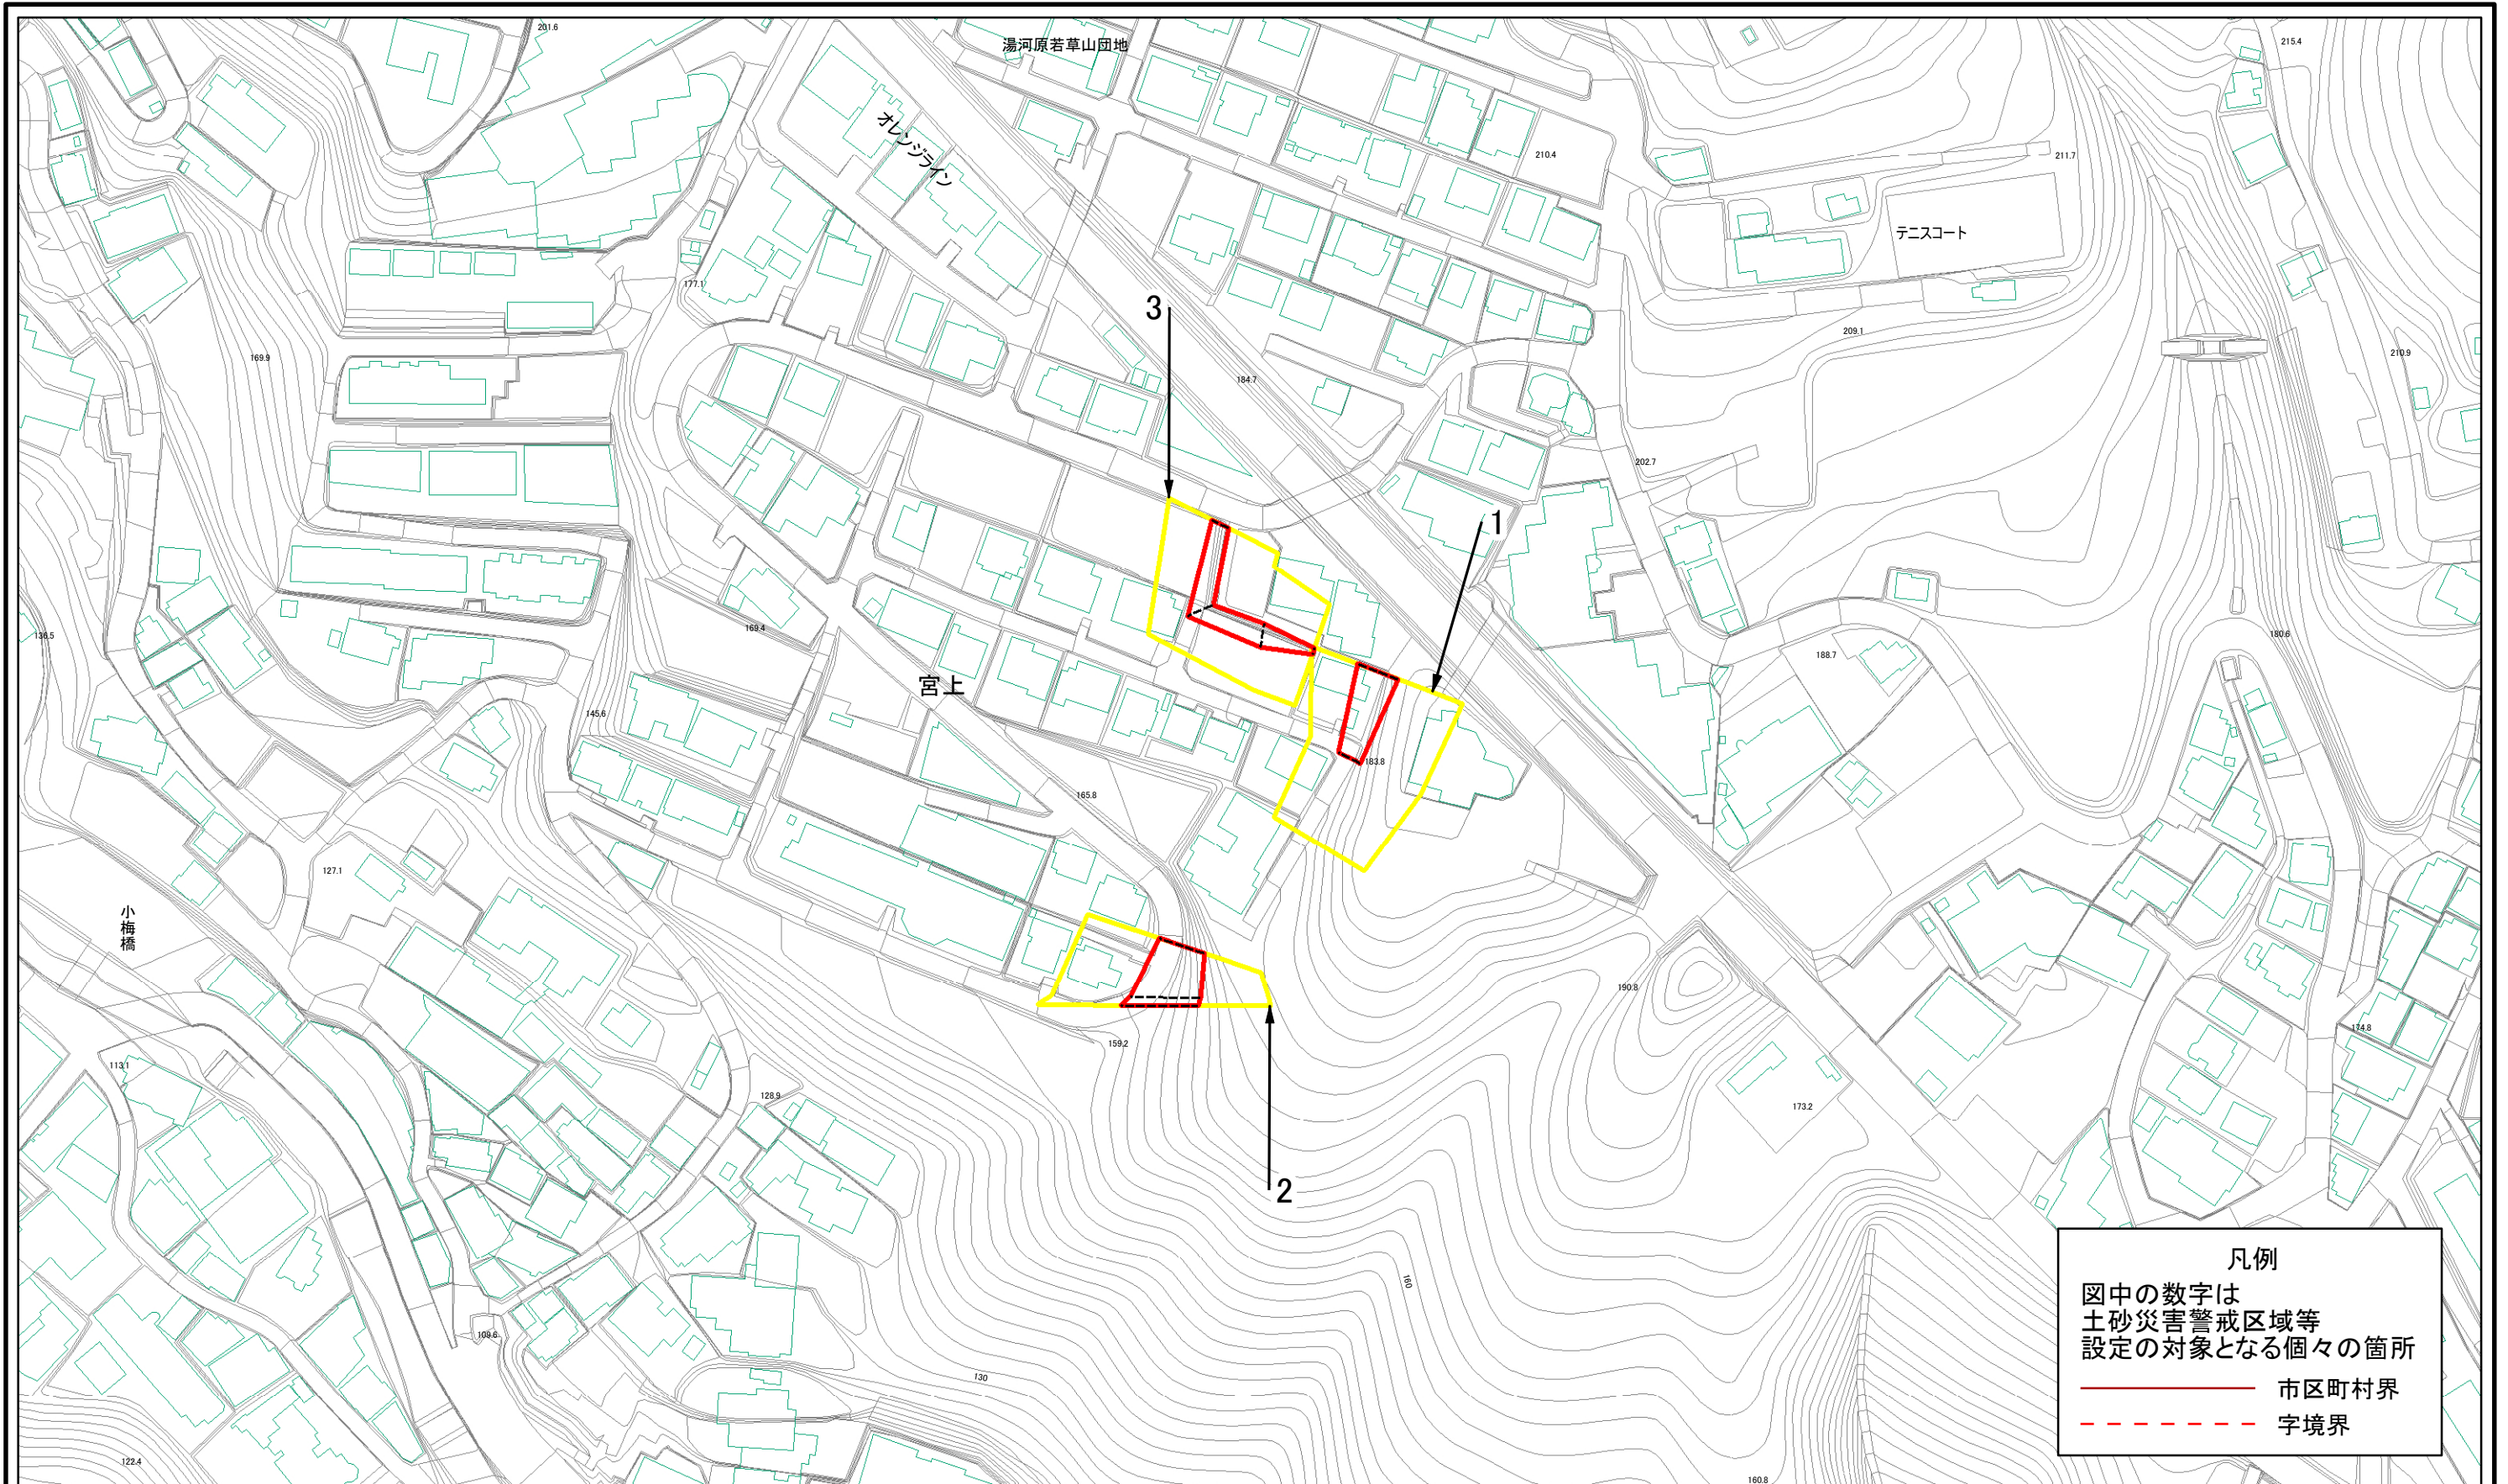 201.6
湯河原若草山団地
215.4
オレンジライン
210.4
211.7
テニスコート
177.1
3
209.1
169.9
184.7
210.9
202.7
1
136.5
169.4
180.6
188.7
宮上
145.6
183.8
165.8
127.1
小梅橋
190.8
159.2
174.8
113.1
128.9
173.2
2
160
109.6
130
122.4
160.8
凡例
図中の数字は
土砂災害警戒区域等
設定の対象となる個々の箇所
市区町村界
字境界